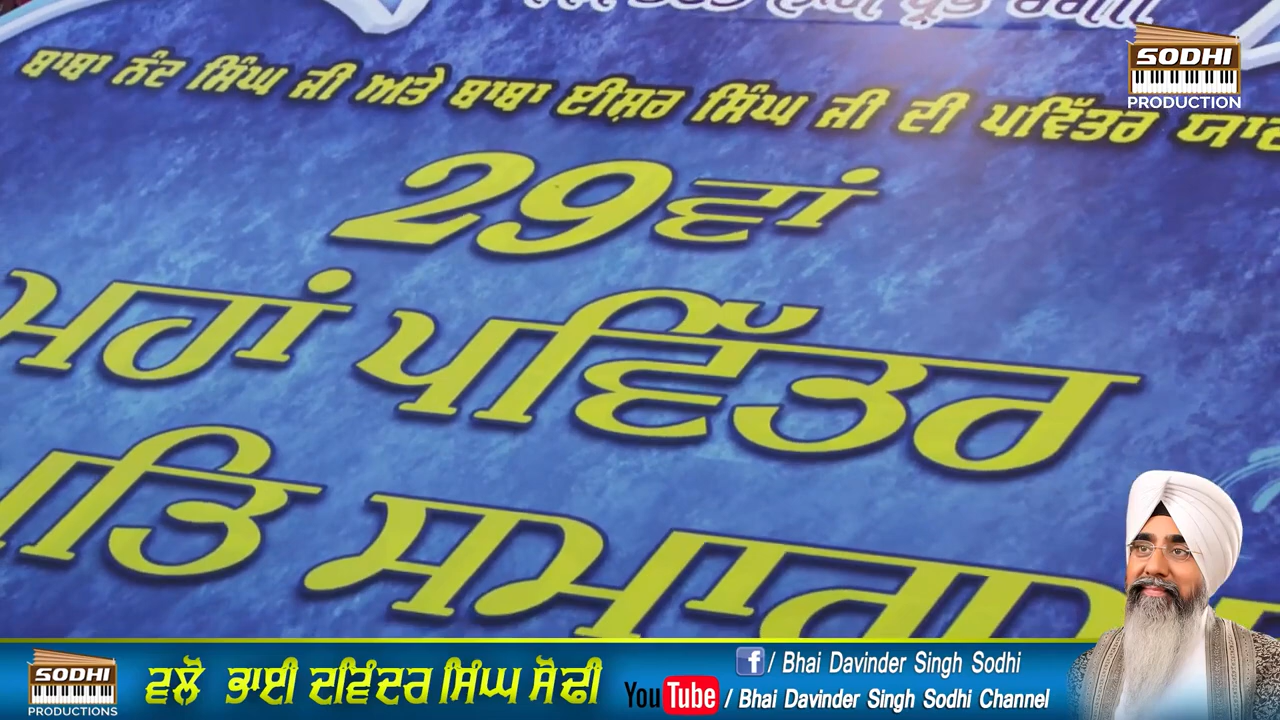 SODHI
PRODUCTION
ਬਾਬਾ ਨੰਦ ਸਿੰਘ ਜੀ ਅਤੇ ਬਾਬਾ ਈਸ਼ਰ ਸਿੰਘ ਜੀ ਦੀ ਪਵਿੱਤਰ
29ਵਾਂ
ਪਵਿੱਤਰ
SODHI
PRODUCTIONS
ਵਲੋਂ ਭਾਈ ਦਵਿੰਦਰ ਸਿੰਘ ਸੋਢੀ
f / Bhai Davinder Singh Sodhi
YouTube / Bhai Davinder Singh Sodhi Channel